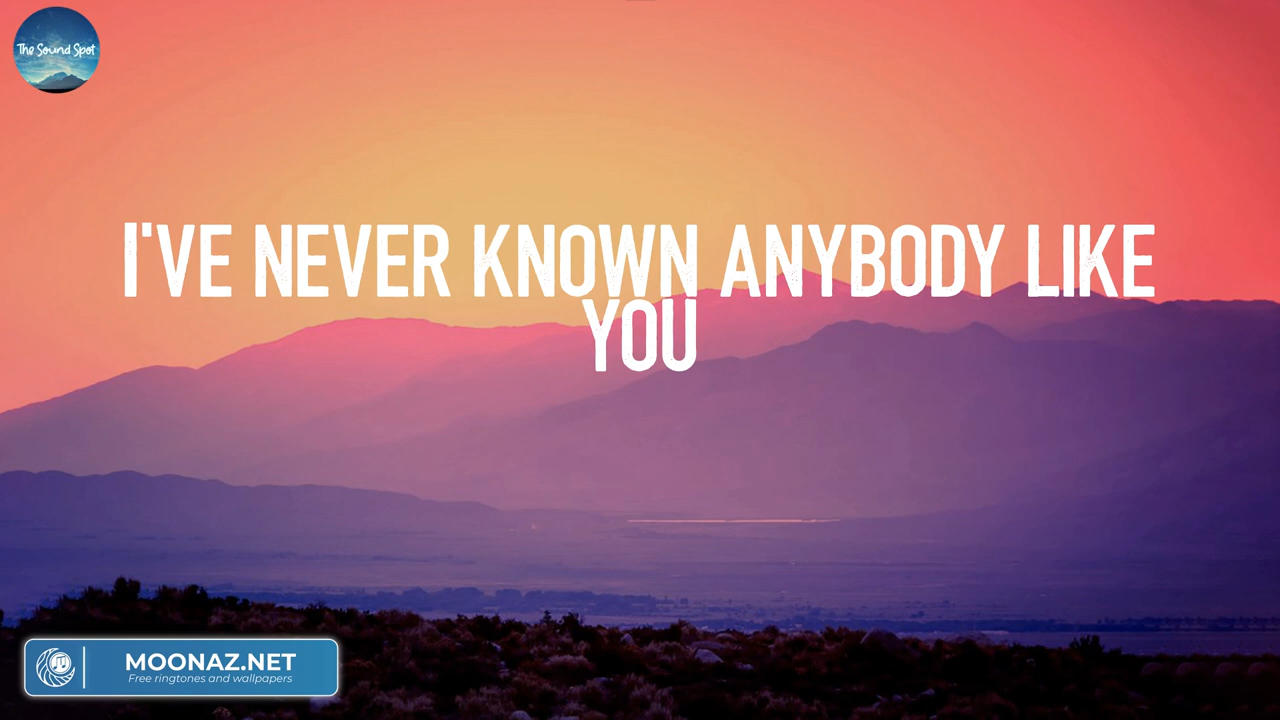 The Sound Spot
I'VE NEVER KNOWN ANYBODY LIKE
YOU
MOONAZ.NET
Free ringtones and wallpapers